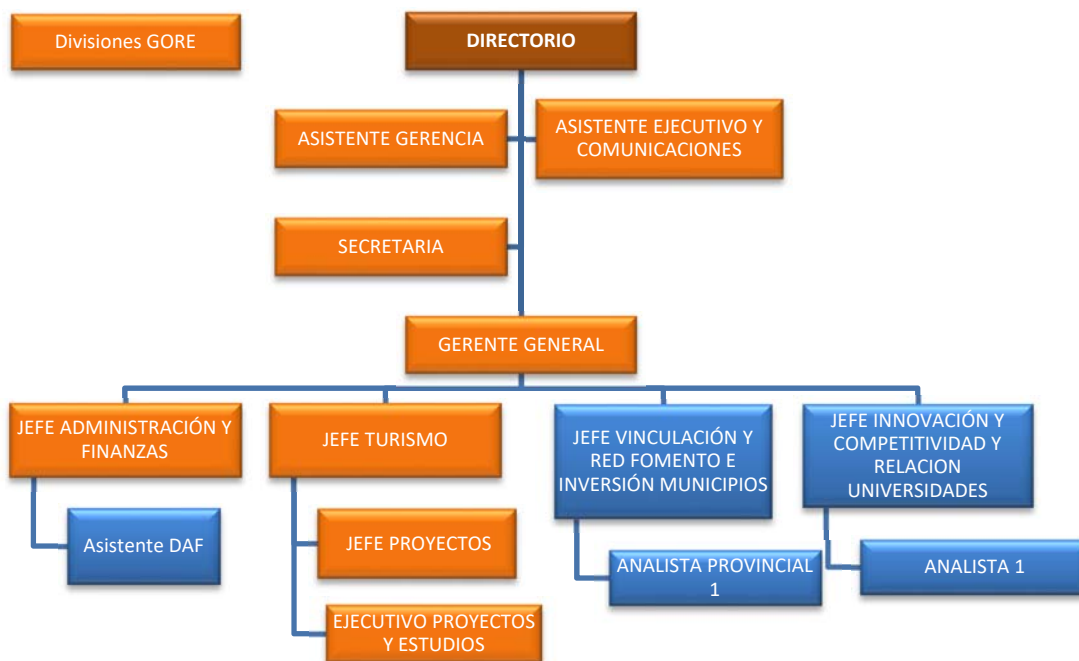 Divisiones GORE
DIRECTORIO
ASISTENTE GERENCIA
ASISTENTE EJECUTIVO Y
COMUNICACIONES
SECRETARIA
GERENTE GENERAL
JEFE ADMINISTRACIÓN Y
FINANZAS
JEFE TURISMO
JEFE VINCULACIÓN Y
RED FOMENTO E
INVERSIÓN MUNICIPIOS
JEFE INNOVACIÓN Y
COMPETITIVIDAD Y
RELACION
UNIVERSIDADES
Asistente DAF
JEFE PROYECTOS
ANALISTA PROVINCIAL
1
ANALISTA 1
EJECUTIVO PROYECTOS
Y ESTUDIOS